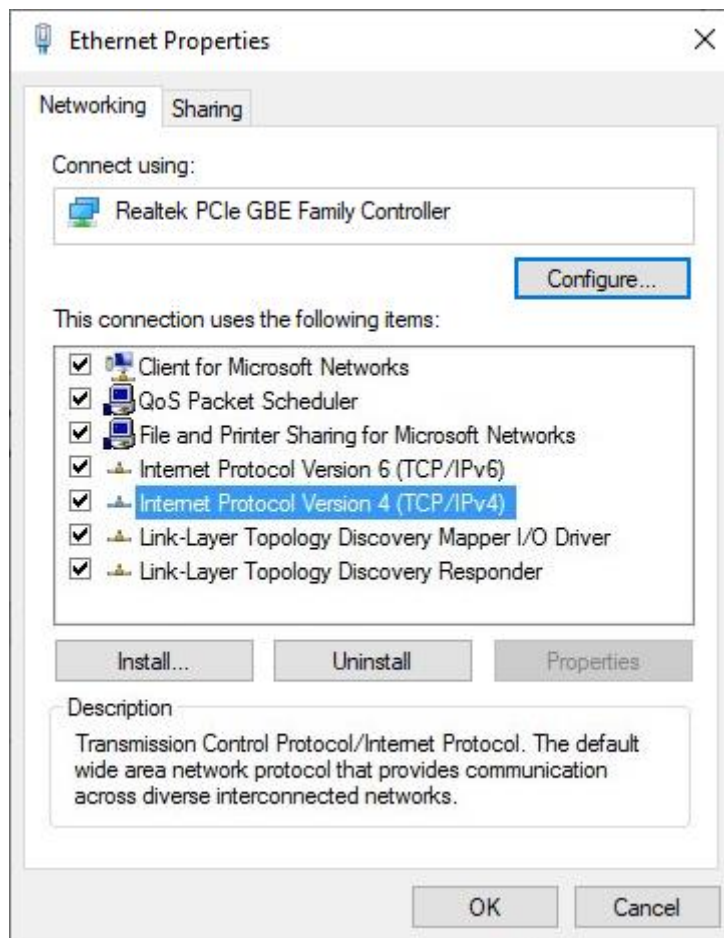 Ethernet Properties
Networking
Sharing
Connect using:
Realtek PCIe GBE Family Controller
Configure...
This connection uses the following items:
Client for Microsoft Networks
QoS Packet Scheduler
File and Printer Sharing for Microsoft Networks
Internet Protocol Version 6 (TCP/IPv6)
Internet Protocol Version 4 (TCP/IPv4)
Link-Layer Topology Discovery Mapper I/O Driver
Link-Layer Topology Discovery Responder
Install...
Uninstall
Properties
Description
Transmission Control Protocol/Internet Protocol. The default
wide area network protocol that provides communication
across diverse interconnected networks.
OK
Cancel